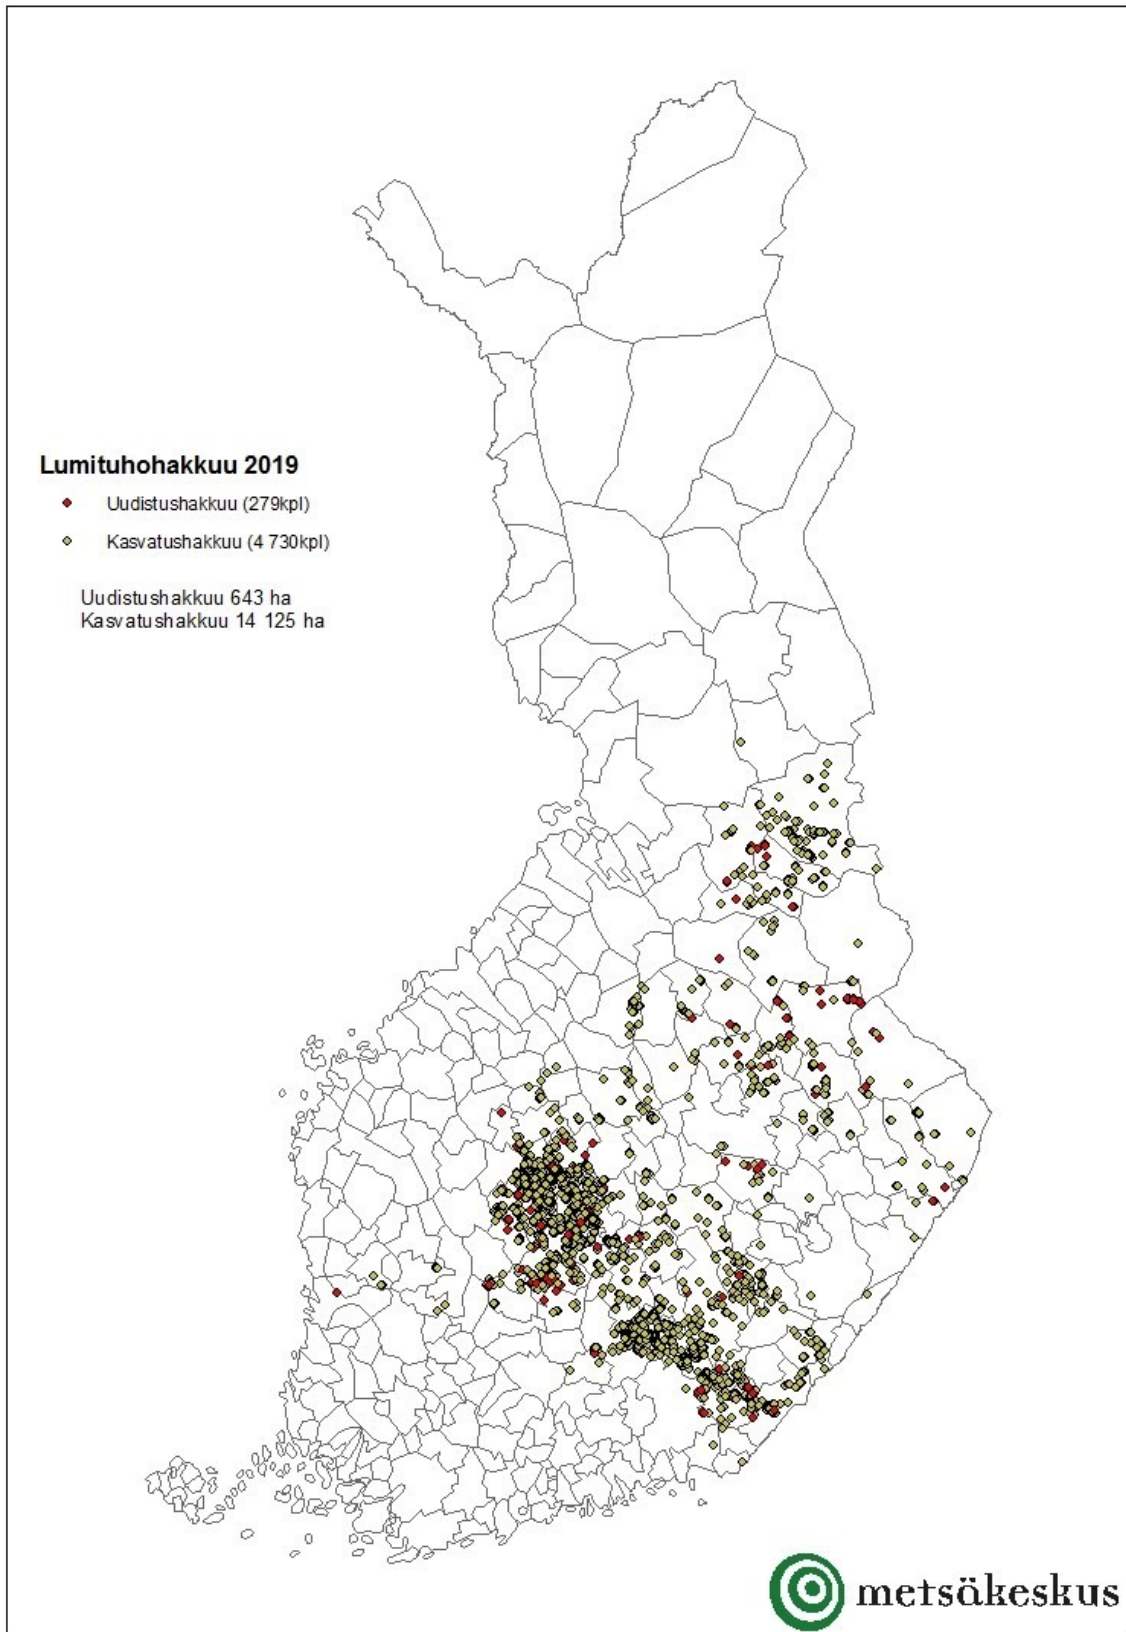 Lumituhohakkuu 2019
Uudistushakkuu (279kpl)
Kasvatushakkuu (4 730kpl)
Uudistushakkuu 643 ha
Kasvatushakkuu 14 125 ha
metsäkeskus